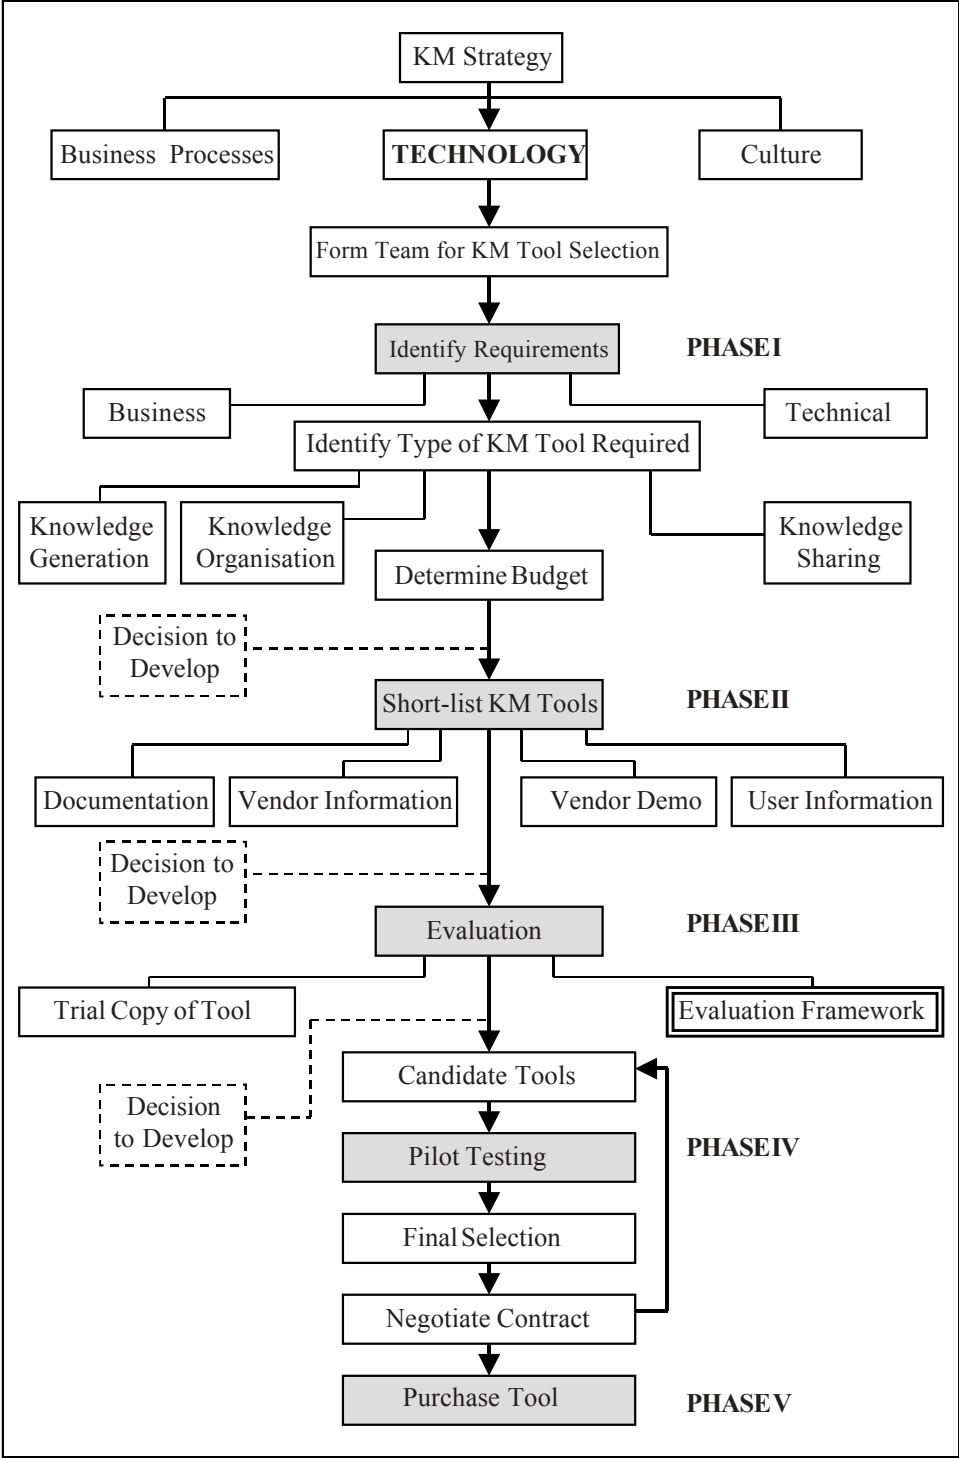 KM Strategy
Business Processes
TECHNOLOGY
Culture
Form Team for KM Tool Selection
Identify Requirements
PHASE I
Business
Technical
Identify Type of KM Tool Required
Knowledge
Generation
Knowledge
Organisation
Knowledge
Sharing
Determine Budget
Decision to
Develop
Short-list KM Tools
PHASE II
Documentation
Vendor Information
Vendor Demo
User Information
Decision to
Develop
Evaluation
PHASE III
Trial Copy of Tool
Evaluation Framework
Candidate Tools
Decision
to Develop
Pilot Testing
PHASE IV
Final Selection
Negotiate Contract
Purchase Tool
PHASE V